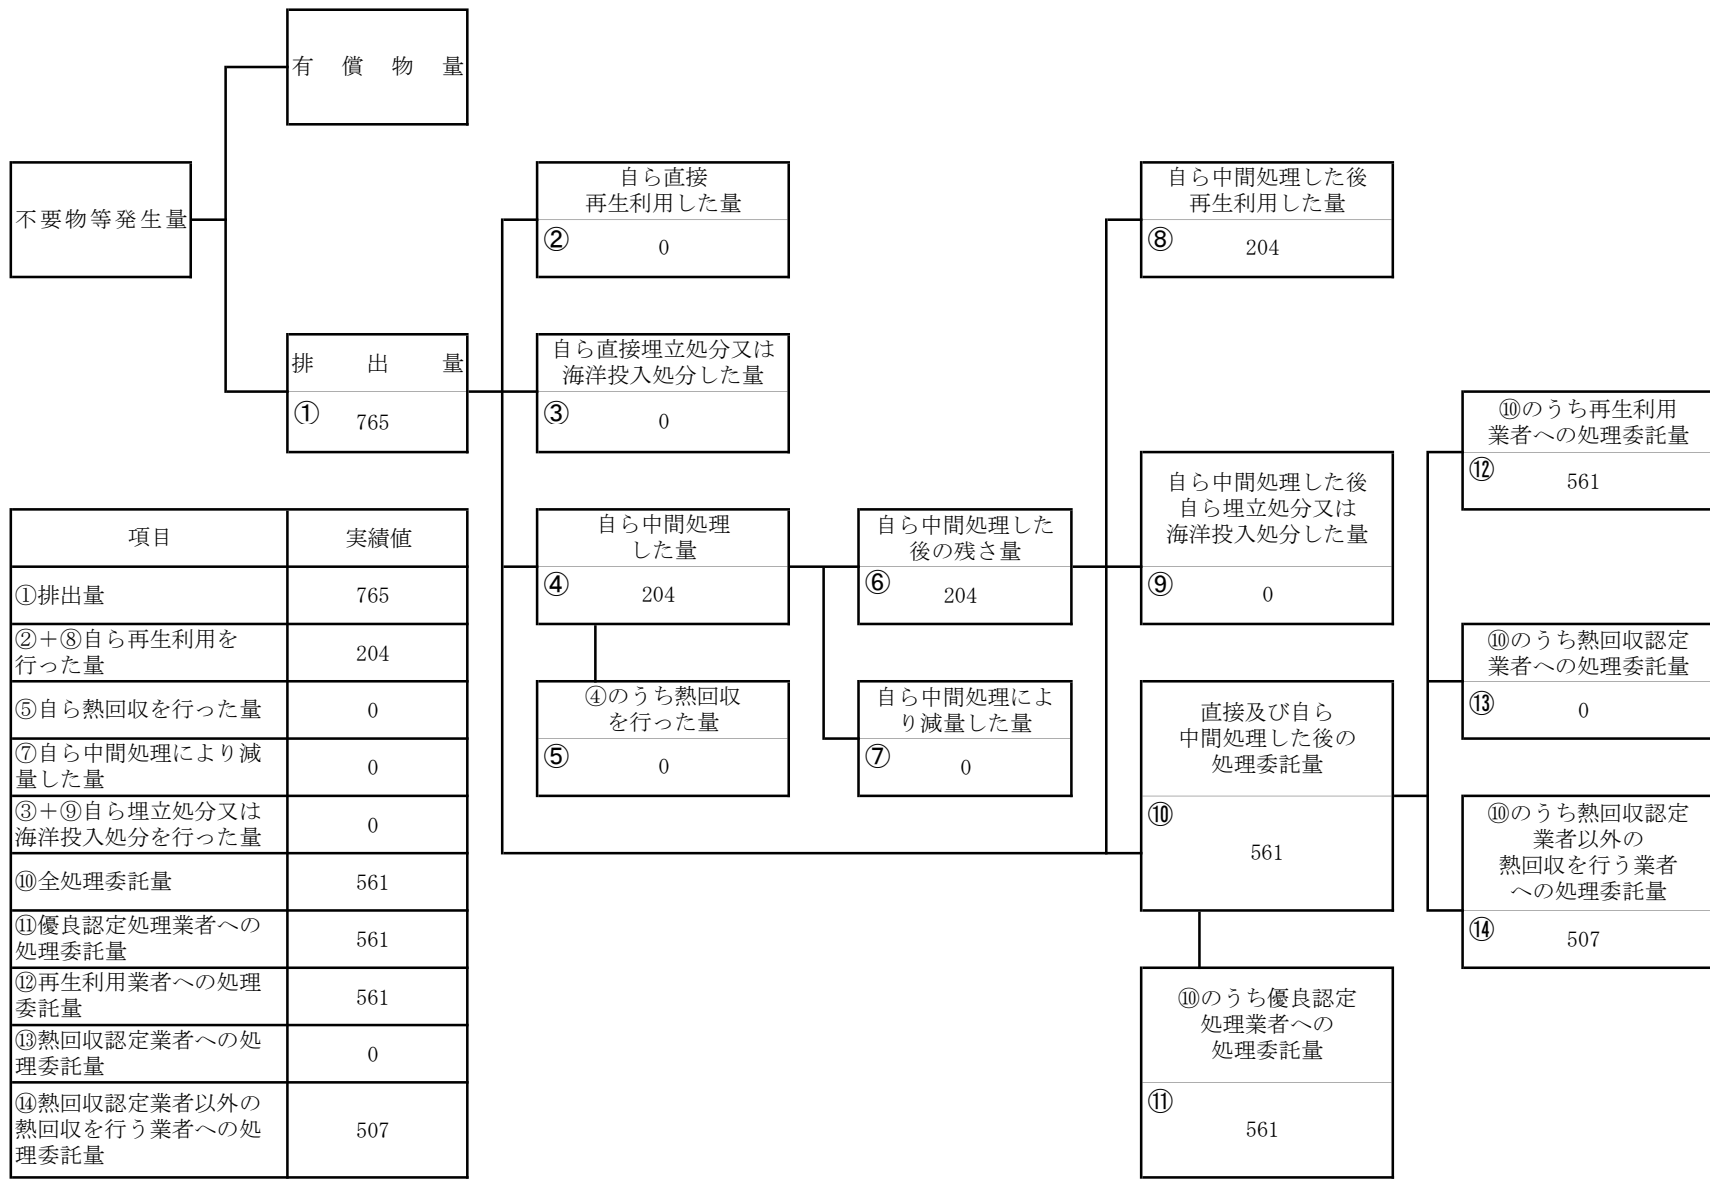 有償物量
不要物等発生量
排出量
①
765
自ら直接
再生利用した量
②
0
自ら直接埋立処分又は
海洋投入処分した量
③
0
自ら中間処理
した量
④
204
④のうち熱回収
を行った量
⑤
0
自ら中間処理した
後の残さ量
⑥
204
自ら中間処理によ
り減量した量
⑦
0
自ら中間処理した後
再生利用した量
⑧
204
自ら中間処理した後
自ら埋立処分又は
海洋投入処分した量
⑨
0
直接及び自ら
中間処理した後の
処理委託量
⑩
561
⑩のうち優良認定
処理業者への
処理委託量
⑪
561
⑩のうち再生利用
業者への処理委託量
⑫
561
⑩のうち熱回収認定
業者への処理委託量
⑬
0
⑩のうち熱回収認定
業者以外の
熱回収を行う業者
への処理委託量
⑭
507
項目 実績値
①排出量 765
②＋⑧自ら再生利用を
行った量 204
⑤自ら熱回収を行った量 0
⑦自ら中間処理により減
量した量 0
③＋⑨自ら埋立処分又は
海洋投入処分を行った量 0
⑩全処理委託量 561
⑪優良認定処理業者への
処理委託量 561
⑫再生利用業者への処理
委託量 561
⑬熱回収認定業者への処
理委託量 0
⑭熱回収認定業者以外の
熱回収を行う業者への処
理委託量 507